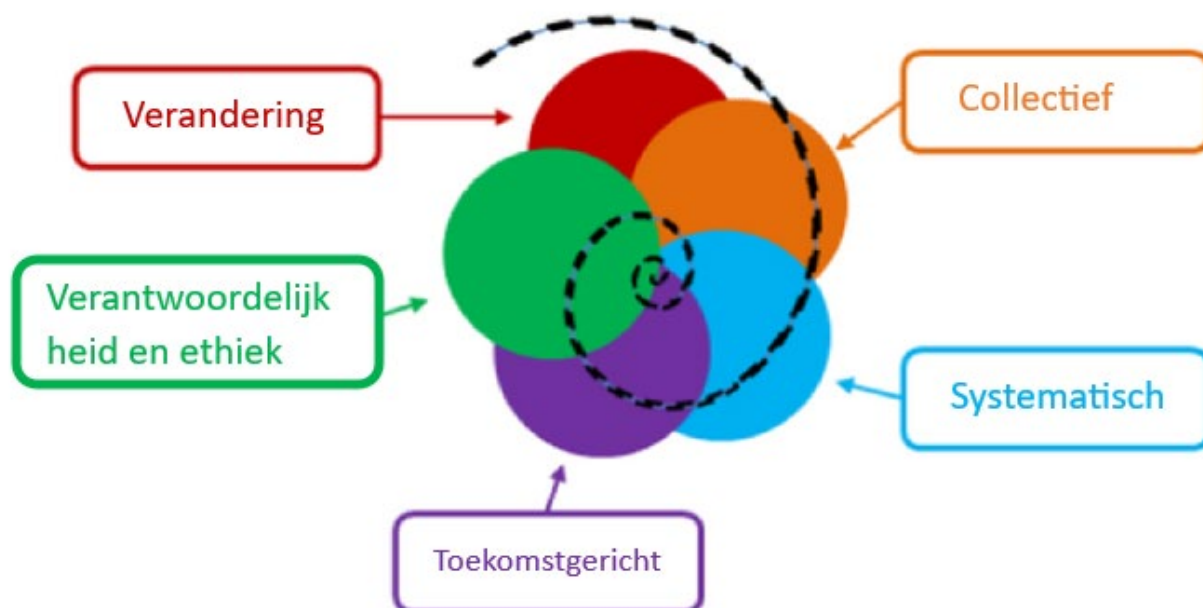 Verandering
Collectief
Verantwoordelijk
heid en ethiek
Systematisch
Toekomstgericht